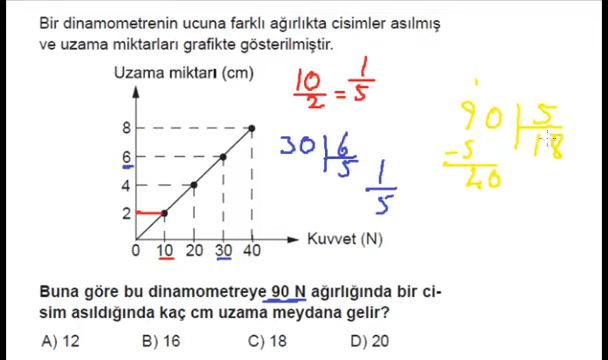 Bir dinamometrenin ucuna farklı ağırlıkta cisimler asılmış
ve uzama miktarları grafikte gösterilmiştir.
Uzama miktarı (cm)
8
6
4
2
0 10 20 30 40
Kuvvet (N)
10/2 = 1/5
30 | 6
5
1/5
90 | 5
-5 18
40
Buna göre bu dinamometreye 90 N ağırlığında bir ci-
sim asıldığında kaç cm uzama meydana gelir?
A) 12 B) 16 C) 18 D) 20